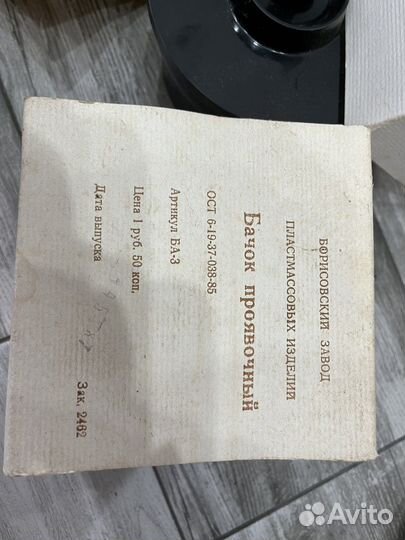 БОРИСОВСКИЙ ЗАВОД
ПЛАСТМАССОВЫХ ИЗДЕЛИЙ
Бачок проявочный
ОСТ 6-19-37-038-85
Артикул БА-3
Цена 1 руб. 50 коп.
Дата выпуска
Зак. 2462
Avito